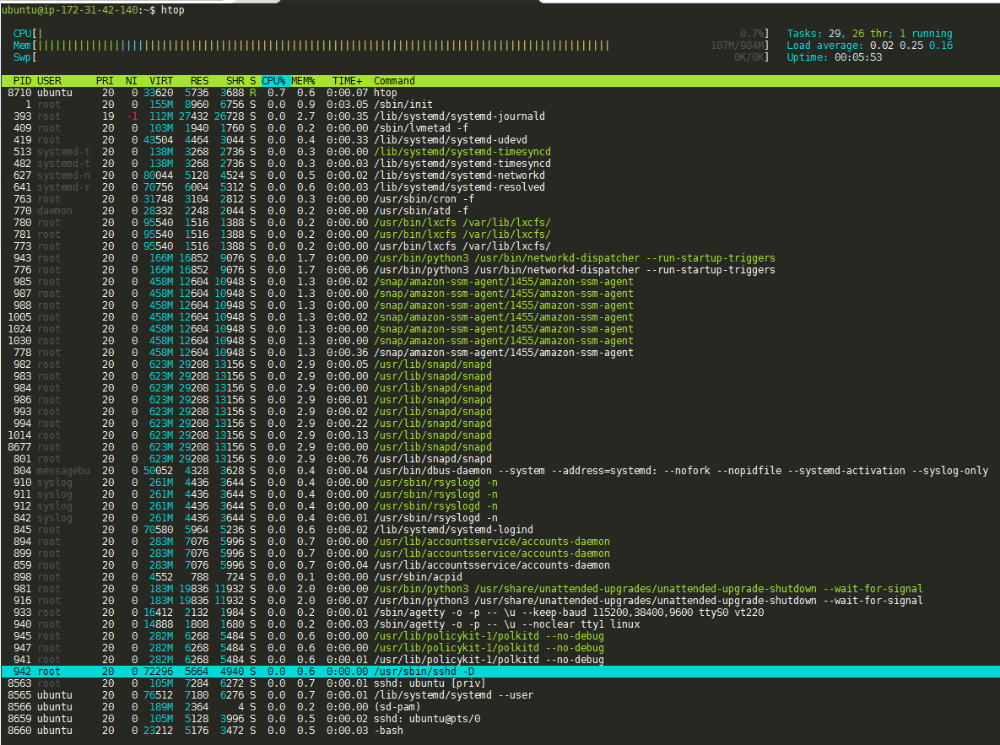 ubuntu@ip-172-31-42-140:~$ htop
CPU[| 0.7%] Tasks: 29, 26 thr; 1 running
Mem[||||||||||||||||||||||||||||||||||||||||||||||||||||||||||||||||||||||||||||||||||||||||||||||||| 107M/984M] Load average: 0.02 0.25 0.16
Swp[ 0K/0K] Uptime: 00:05:53
PID USER PRI NI VIRT RES SHR S CPU% MEM% TIME+ Command
8710 ubuntu 20 0 33620 5736 3688 R 0.7 0.6 0:00.07 htop
1 root 20 0 155M 8960 6756 S 0.0 0.9 0:03.05 /sbin/init
393 root 19 -1 112M 27432 26728 S 0.0 2.7 0:00.35 /lib/systemd/systemd-journald
409 root 20 0 103M 1940 1760 S 0.0 0.2 0:00.00 /sbin/lvmetad -f
419 root 20 0 43504 4464 3044 S 0.0 0.4 0:00.33 /lib/systemd/systemd-udevd
513 systemd-t 20 0 138M 3268 2736 S 0.0 0.3 0:00.00 /lib/systemd/systemd-timesyncd
482 systemd-t 20 0 138M 3268 2736 S 0.0 0.3 0:00.03 /lib/systemd/systemd-timesyncd
627 systemd-n 20 0 80044 5128 4524 S 0.0 0.5 0:00.02 /lib/systemd/systemd-networkd
641 systemd-r 20 0 70756 6004 5312 S 0.0 0.6 0:00.03 /lib/systemd/systemd-resolved
763 root 20 0 31748 3104 2812 S 0.0 0.3 0:00.00 /usr/sbin/cron -f
770 daemon 20 0 28332 2248 2044 S 0.0 0.2 0:00.00 /usr/sbin/atd -f
780 root 20 0 95540 1516 1388 S 0.0 0.2 0:00.00 /usr/bin/lxcfs /var/lib/lxcfs/
781 root 20 0 95540 1516 1388 S 0.0 0.2 0:00.00 /usr/bin/lxcfs /var/lib/lxcfs/
773 root 20 0 95540 1516 1388 S 0.0 0.2 0:00.00 /usr/bin/lxcfs /var/lib/lxcfs/
943 root 20 0 166M 16852 9076 S 0.0 1.7 0:00.00 /usr/bin/python3 /usr/bin/networkd-dispatcher --run-startup-triggers
776 root 20 0 166M 16852 9076 S 0.0 1.7 0:00.06 /usr/bin/python3 /usr/bin/networkd-dispatcher --run-startup-triggers
985 root 20 0 458M 12604 10948 S 0.0 1.3 0:00.02 /snap/amazon-ssm-agent/1455/amazon-ssm-agent
987 root 20 0 458M 12604 10948 S 0.0 1.3 0:00.00 /snap/amazon-ssm-agent/1455/amazon-ssm-agent
988 root 20 0 458M 12604 10948 S 0.0 1.3 0:00.00 /snap/amazon-ssm-agent/1455/amazon-ssm-agent
1005 root 20 0 458M 12604 10948 S 0.0 1.3 0:00.02 /snap/amazon-ssm-agent/1455/amazon-ssm-agent
1024 root 20 0 458M 12604 10948 S 0.0 1.3 0:00.00 /snap/amazon-ssm-agent/1455/amazon-ssm-agent
1030 root 20 0 458M 12604 10948 S 0.0 1.3 0:00.00 /snap/amazon-ssm-agent/1455/amazon-ssm-agent
778 root 20 0 458M 12604 10948 S 0.0 1.3 0:00.36 /snap/amazon-ssm-agent/1455/amazon-ssm-agent
982 root 20 0 623M 29208 13156 S 0.0 2.9 0:00.05 /usr/lib/snapd/snapd
983 root 20 0 623M 29208 13156 S 0.0 2.9 0:00.00 /usr/lib/snapd/snapd
984 root 20 0 623M 29208 13156 S 0.0 2.9 0:00.00 /usr/lib/snapd/snapd
986 root 20 0 623M 29208 13156 S 0.0 2.9 0:00.01 /usr/lib/snapd/snapd
993 root 20 0 623M 29208 13156 S 0.0 2.9 0:00.02 /usr/lib/snapd/snapd
994 root 20 0 623M 29208 13156 S 0.0 2.9 0:00.22 /usr/lib/snapd/snapd
1014 root 20 0 623M 29208 13156 S 0.0 2.9 0:00.13 /usr/lib/snapd/snapd
8677 root 20 0 623M 29208 13156 S 0.0 2.9 0:00.00 /usr/lib/snapd/snapd
801 root 20 0 623M 29208 13156 S 0.0 2.9 0:00.76 /usr/lib/snapd/snapd
804 messagebu 20 0 50052 4328 3628 S 0.0 0.4 0:00.04 /usr/bin/dbus-daemon --system --address=systemd: --nofork --nopidfile --systemd-activation --syslog-only
910 syslog 20 0 261M 4436 3644 S 0.0 0.4 0:00.00 /usr/sbin/rsyslogd -n
911 syslog 20 0 261M 4436 3644 S 0.0 0.4 0:00.00 /usr/sbin/rsyslogd -n
912 syslog 20 0 261M 4436 3644 S 0.0 0.4 0:00.00 /usr/sbin/rsyslogd -n
842 syslog 20 0 261M 4436 3644 S 0.0 0.4 0:00.01 /usr/sbin/rsyslogd -n
845 root 20 0 70580 5964 5236 S 0.0 0.6 0:00.02 /lib/systemd/systemd-logind
894 root 20 0 283M 7076 5996 S 0.0 0.7 0:00.00 /usr/lib/accountsservice/accounts-daemon
899 root 20 0 283M 7076 5996 S 0.0 0.7 0:00.00 /usr/lib/accountsservice/accounts-daemon
859 root 20 0 283M 7076 5996 S 0.0 0.7 0:00.04 /usr/lib/accountsservice/accounts-daemon
898 root 20 0 4552 788 724 S 0.0 0.1 0:00.00 /usr/sbin/acpid
981 root 20 0 183M 19836 11932 S 0.0 2.0 0:00.00 /usr/bin/python3 /usr/share/unattended-upgrades/unattended-upgrade-shutdown --wait-for-signal
916 root 20 0 183M 19836 11932 S 0.0 2.0 0:00.07 /usr/bin/python3 /usr/share/unattended-upgrades/unattended-upgrade-shutdown --wait-for-signal
933 root 20 0 16412 2132 1984 S 0.0 0.2 0:00.01 /sbin/agetty -o -p -- \u --keep-baud 115200,38400,9600 ttyS0 vt220
940 root 20 0 14888 1808 1680 S 0.0 0.2 0:00.03 /sbin/agetty -o -p -- \u --noclear tty1 linux
945 root 20 0 282M 6268 5484 S 0.0 0.6 0:00.00 /usr/lib/policykit-1/polkitd --no-debug
947 root 20 0 282M 6268 5484 S 0.0 0.6 0:00.00 /usr/lib/policykit-1/polkitd --no-debug
941 root 20 0 282M 6268 5484 S 0.0 0.6 0:00.01 /usr/lib/policykit-1/polkitd --no-debug
942 root 20 0 72296 5664 4940 S 0.0 0.6 0:00.00 /usr/sbin/sshd -D
8563 root 20 0 105M 7284 6272 S 0.0 0.7 0:00.01 sshd: ubuntu [priv]
8565 ubuntu 20 0 76512 7180 6276 S 0.0 0.7 0:00.01 /lib/systemd/systemd --user
8566 ubuntu 20 0 189M 2364 4 S 0.0 0.2 0:00.00 (sd-pam)
8659 ubuntu 20 0 105M 5128 3996 S 0.0 0.5 0:00.02 sshd: ubuntu@pts/0
8660 ubuntu 20 0 23212 5176 3472 S 0.0 0.5 0:00.03 -bash